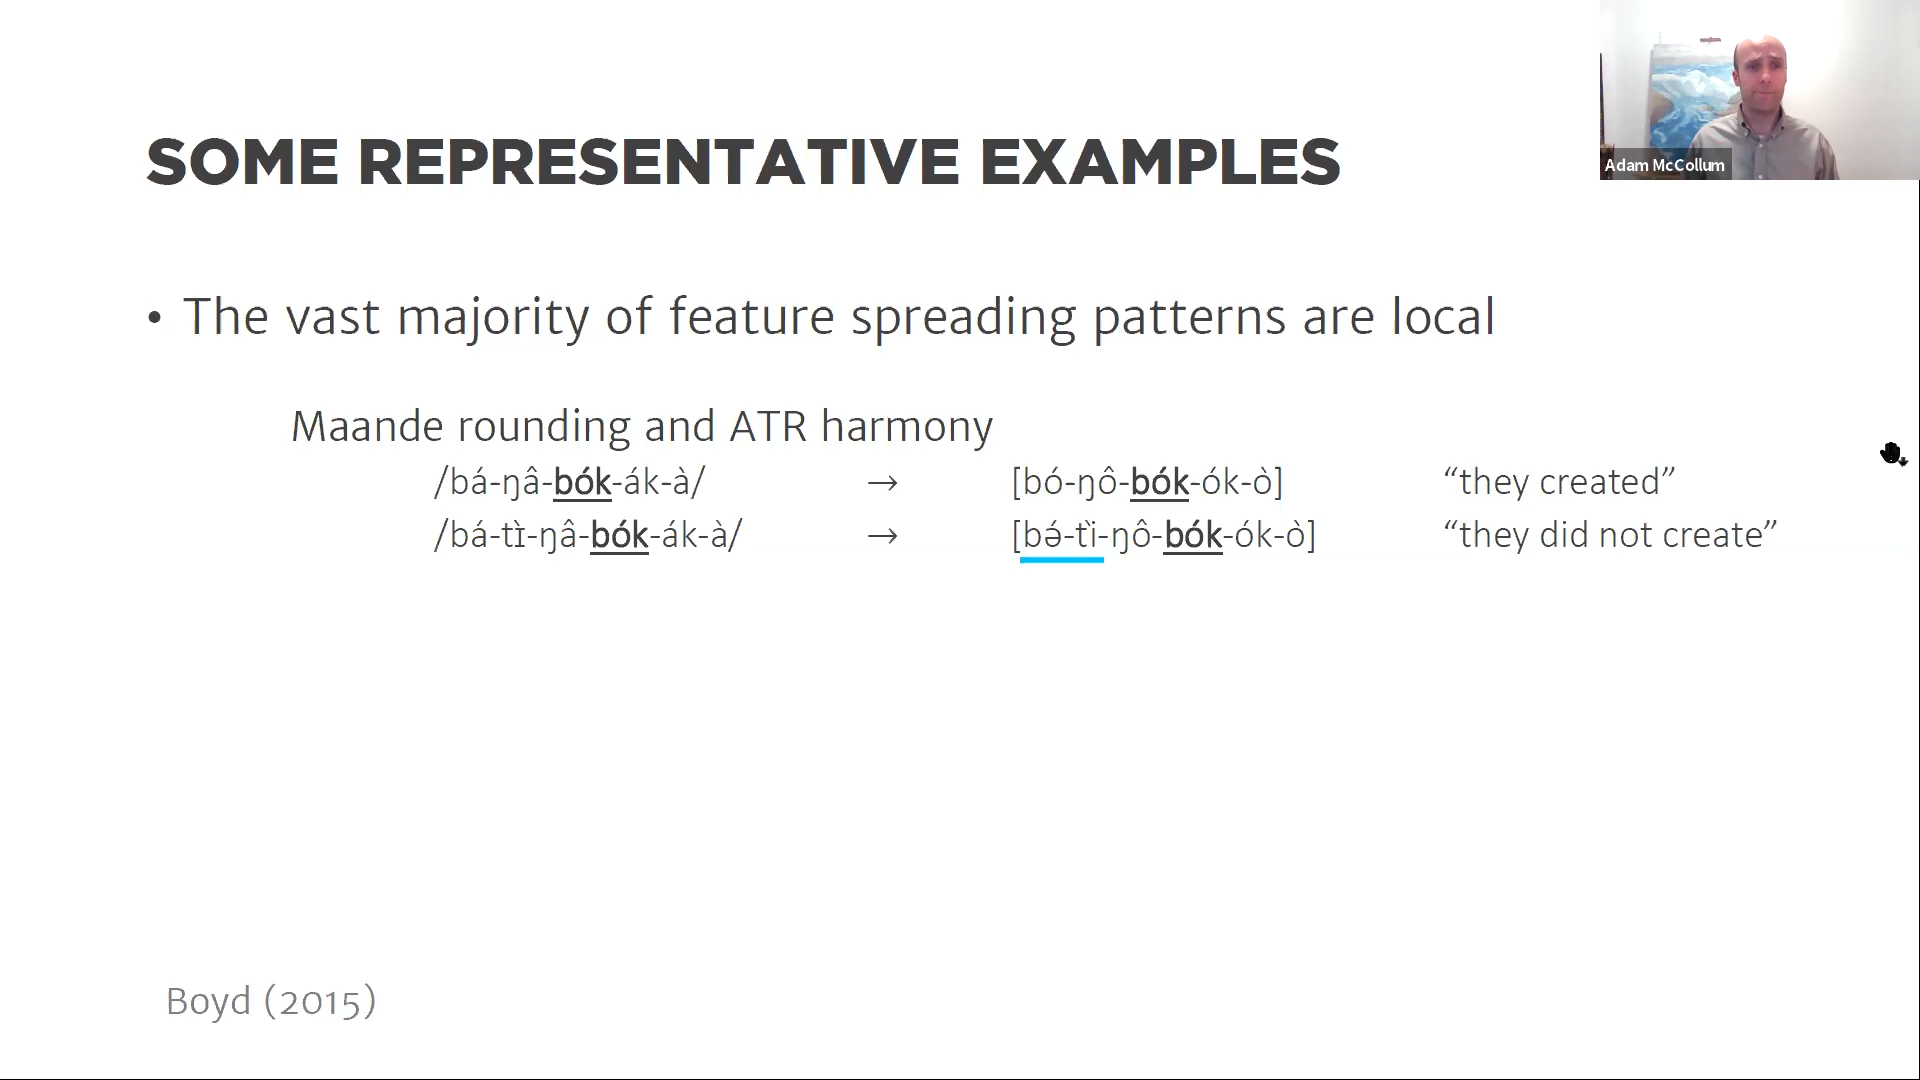 Adam McCollum
SOME REPRESENTATIVE EXAMPLES
• The vast majority of feature spreading patterns are local
Maande rounding and ATR harmony
/bá-ŋâ-bók-ák-à/ → [bó-ŋô-bók-ók-ò] “they created”
/bá-tɪ̀-ŋâ-bók-ák-à/ → [bə́-tì-ŋô-bók-ók-ò] “they did not create”
Boyd (2015)